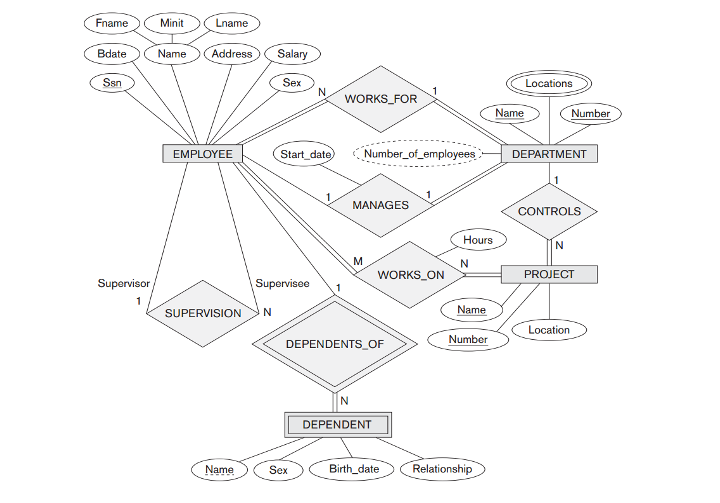 Fname Minit Lname
Bdate Name Address Salary
Ssn Sex
N WORKS_FOR 1
Locations
Name Number
EMPLOYEE
Start_date
Number_of_employees
DEPARTMENT
1 MANAGES 1
1
CONTROLS
N
Hours
M WORKS_ON N
PROJECT
Supervisor Supervisee
1 SUPERVISION N
1
Name
Number
Location
DEPENDENTS_OF
N
DEPENDENT
Name Sex Birth_date Relationship